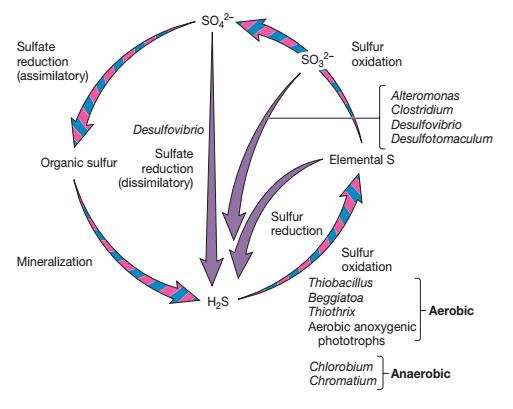 SO₄²⁻
Sulfate
reduction
(assimilatory)
SO₃²⁻
Sulfur
oxidation
Alteromonas
Clostridium
Desulfovibrio
Desulfotomaculum
Desulfovibrio
Sulfate
reduction
(dissimilatory)
Organic sulfur
Elemental S
Sulfur
reduction
Mineralization
Sulfur
oxidation
H₂S
Thiobacillus
Beggiatoa
Thiothrix
Aerobic anoxygenic
phototrophs
Aerobic
Chlorobium
Chromatium
Anaerobic